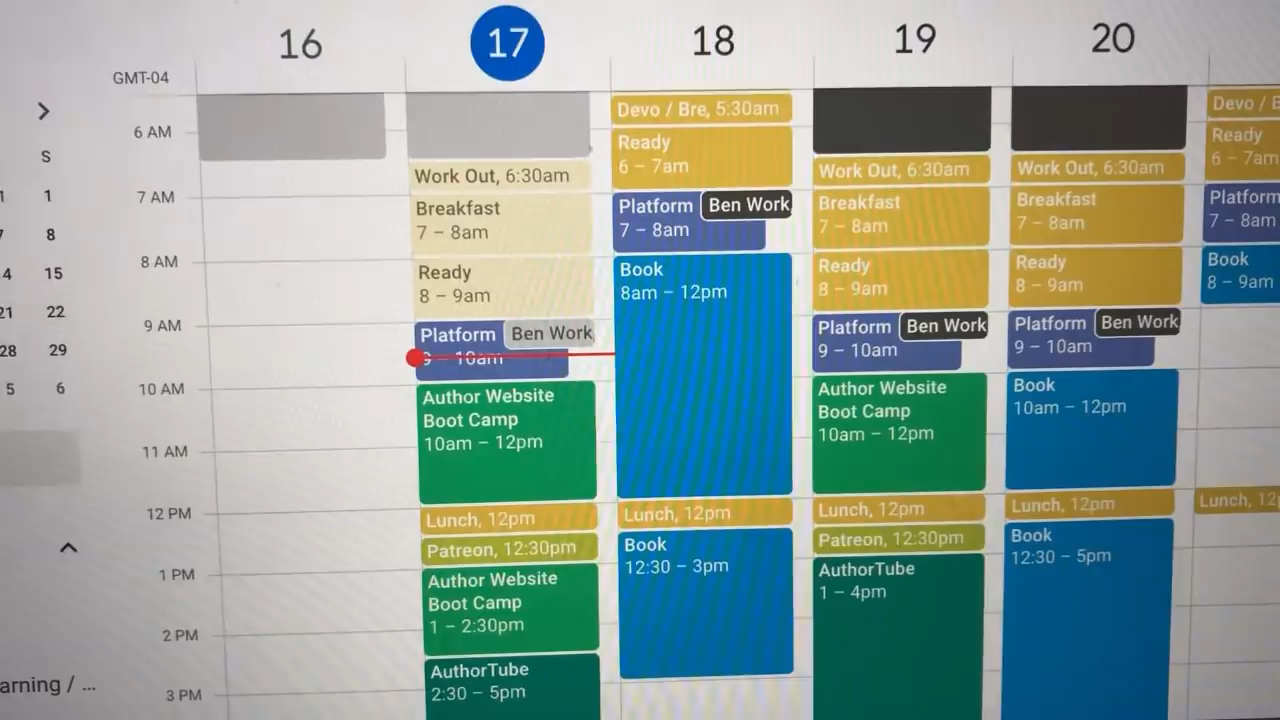 16
17
18
19
20
GMT-04
S
1
1
7
8
4
15
21
22
28
29
5
6
arning / ...
6 AM
7 AM
8 AM
9 AM
10 AM
11 AM
12 PM
1 PM
2 PM
3 PM
Work Out, 6:30am
Breakfast
7 – 8am
Ready
8 – 9am
Platform
Ben Work
9 – 10am
Author Website
Boot Camp
10am – 12pm
Lunch, 12pm
Patreon, 12:30pm
Author Website
Boot Camp
1 – 2:30pm
AuthorTube
2:30 – 5pm
Devo / Bre, 5:30am
Ready
6 – 7am
Platform
Ben Work
7 – 8am
Book
8am – 12pm
Lunch, 12pm
Book
12:30 – 3pm
Work Out, 6:30am
Breakfast
7 – 8am
Ready
8 – 9am
Platform
Ben Work
9 – 10am
Author Website
Boot Camp
10am – 12pm
Lunch, 12pm
Patreon, 12:30pm
AuthorTube
1 – 4pm
Work Out, 6:30am
Breakfast
7 – 8am
Ready
8 – 9am
Platform
Ben Work
9 – 10am
Book
10am – 12pm
Lunch, 12pm
Book
12:30 – 5pm
Devo /
Ready
6 – 7am
Platform
7 – 8am
Book
8 – 9am
Lunch, 12